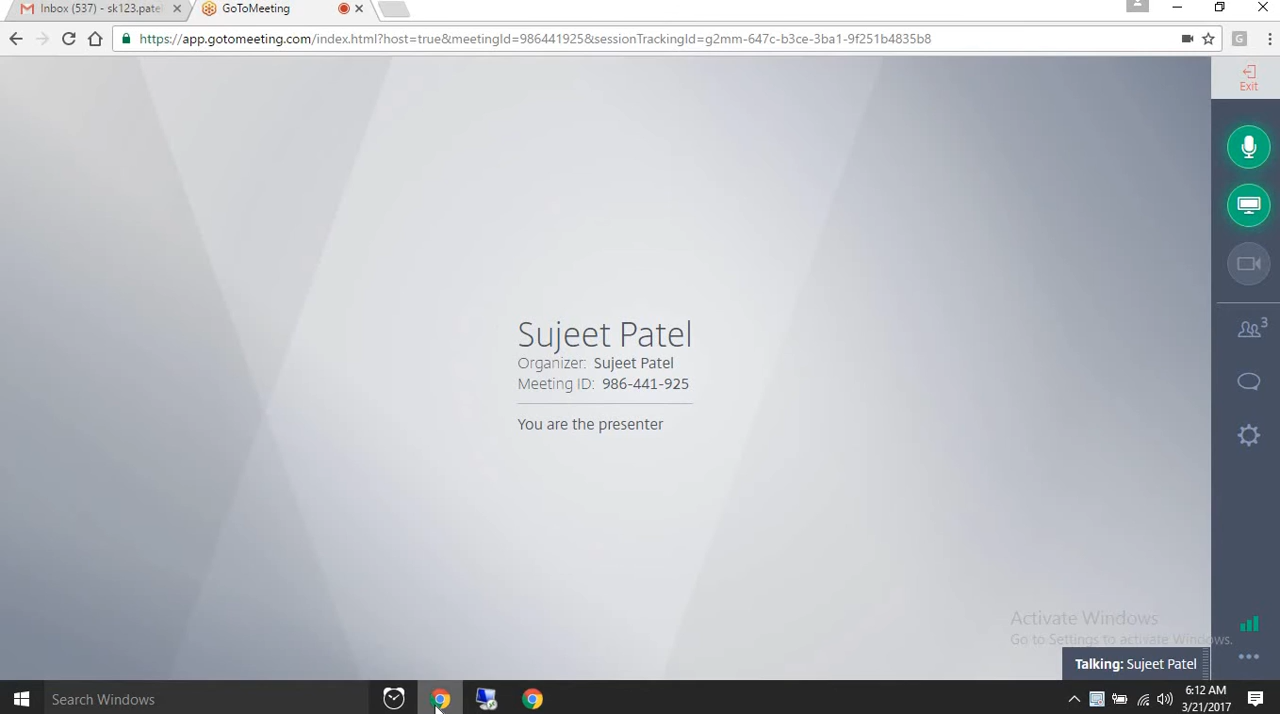 Inbox (537) - sk123.patel
GoToMeeting
https://app.gotomeeting.com/index.html?host=true&meetingId=986441925&sessionTrackingId=g2mm-647c-b3ce-3ba1-9f251b4835b8
G
Exit
3
Sujeet Patel
Organizer: Sujeet Patel
Meeting ID: 986-441-925
You are the presenter
Activate Windows
Go to Settings to activate Windows.
Talking: Sujeet Patel
Search Windows
6:12 AM
3/21/2017